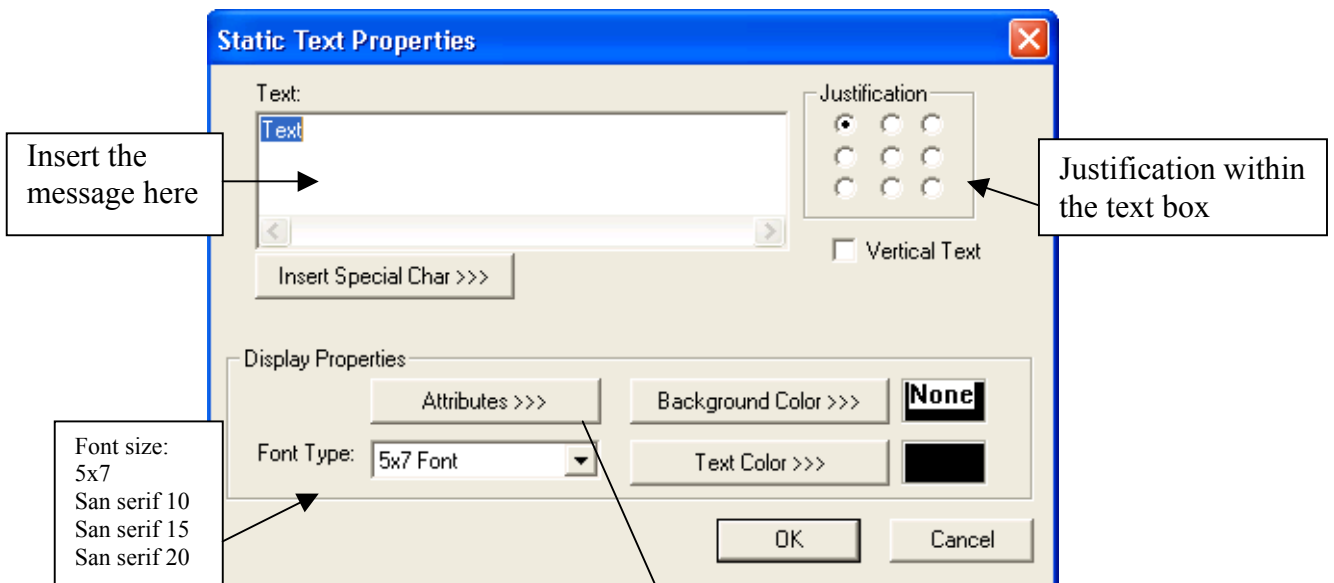 Static Text Properties
Text:
Justification
Text
Insert the
message here
Justification within
the text box
Vertical Text
Insert Special Char >>>
Display Properties
Attributes >>>
Background Color >>>
None
Font size:
5x7
San serif 10
San serif 15
San serif 20
Font Type:
5x7 Font
Text Color >>>
OK
Cancel